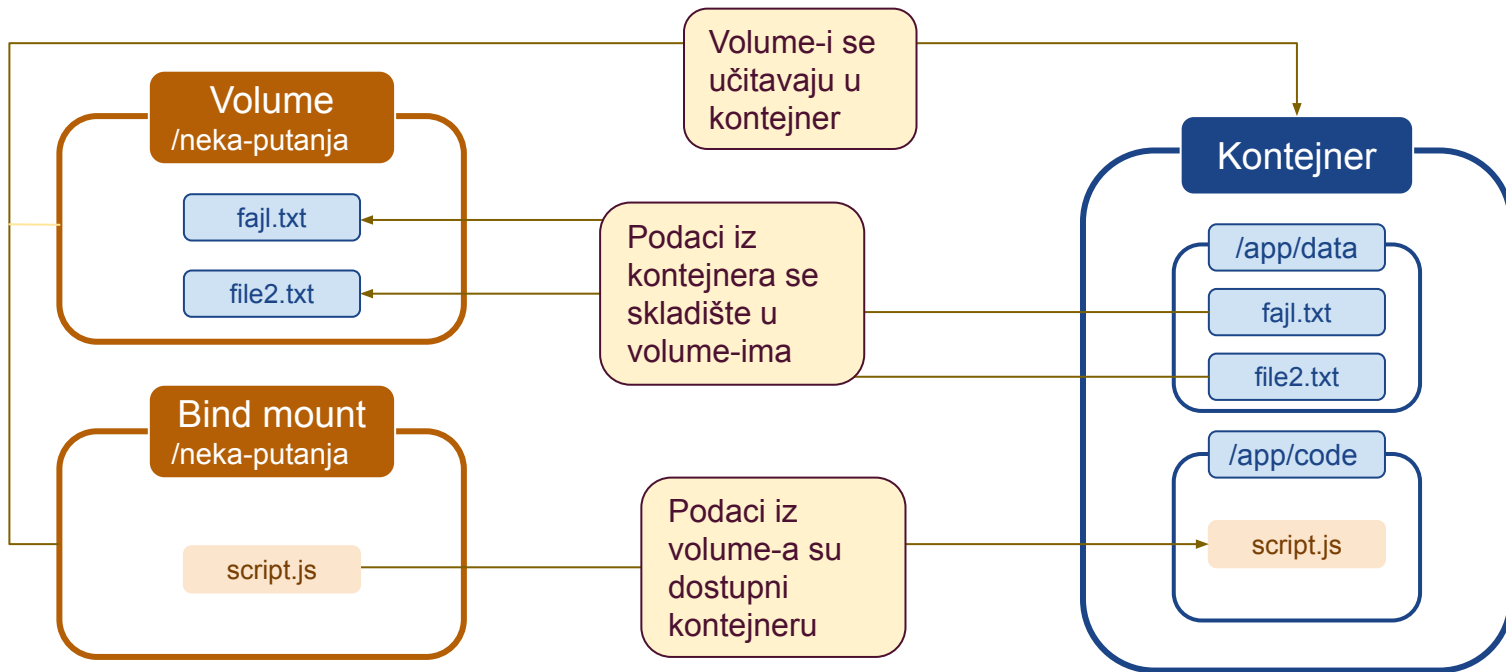 Volume-i se
učitavaju u
kontejner
Volume
/neka-putanja
fajl.txt
file2.txt
Podaci iz
kontejnera se
skladište u
volume-ima
Kontejner
/app/data
fajl.txt
file2.txt
Bind mount
/neka-putanja
script.js
Podaci iz
volume-a su
dostupni
kontejneru
/app/code
script.js